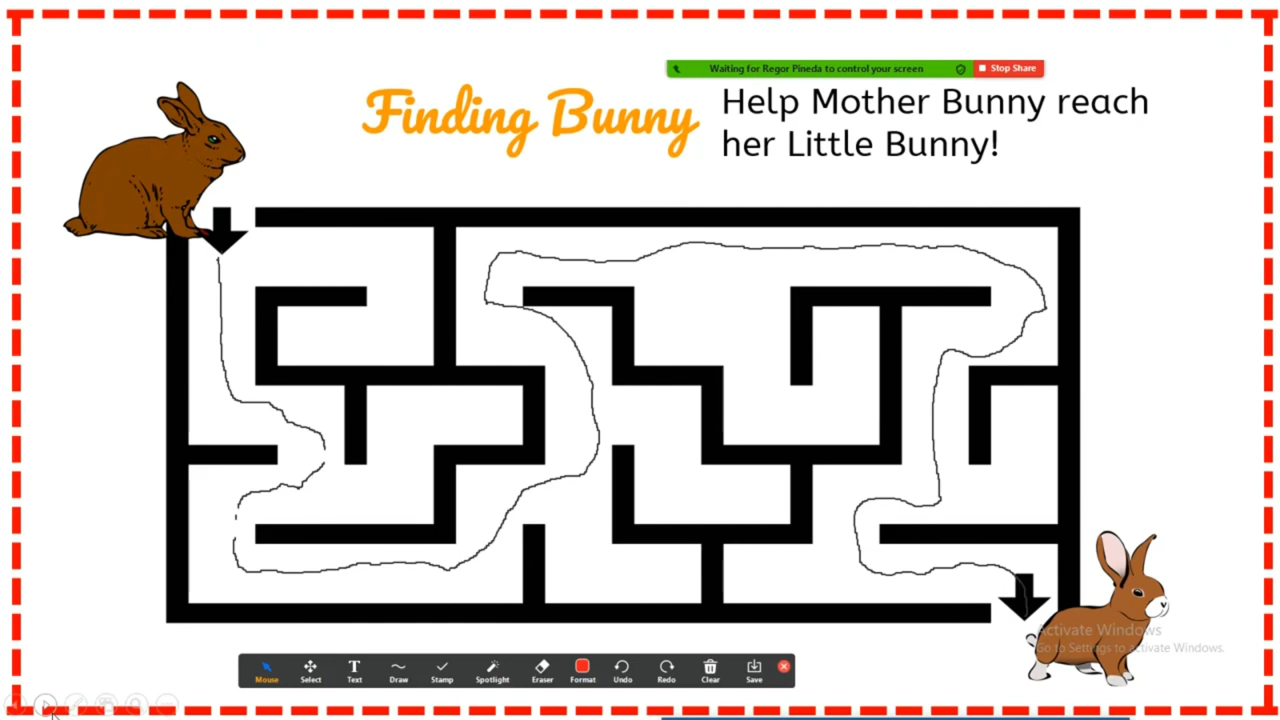 Waiting for Regor Pineda to control your screen
Stop Share
Finding Bunny
Help Mother Bunny reach
her Little Bunny!
Activate Windows
Go to Settings to activate Windows.
Mouse
Select
Text
Draw
Stamp
Spotlight
Eraser
Format
Undo
Redo
Clear
Save